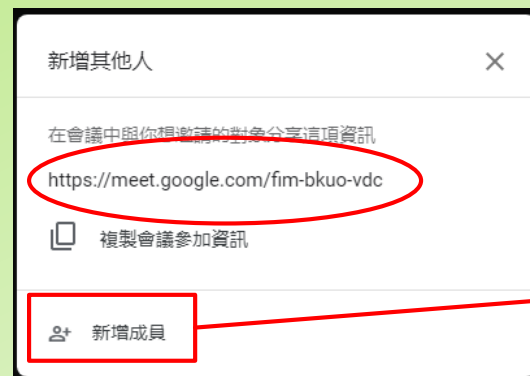 新增其他人
在會議中與你想邀請的對象分享這項資訊
https://meet.google.com/fim-bkuo-vdc
複製會議參加資訊
新增成員